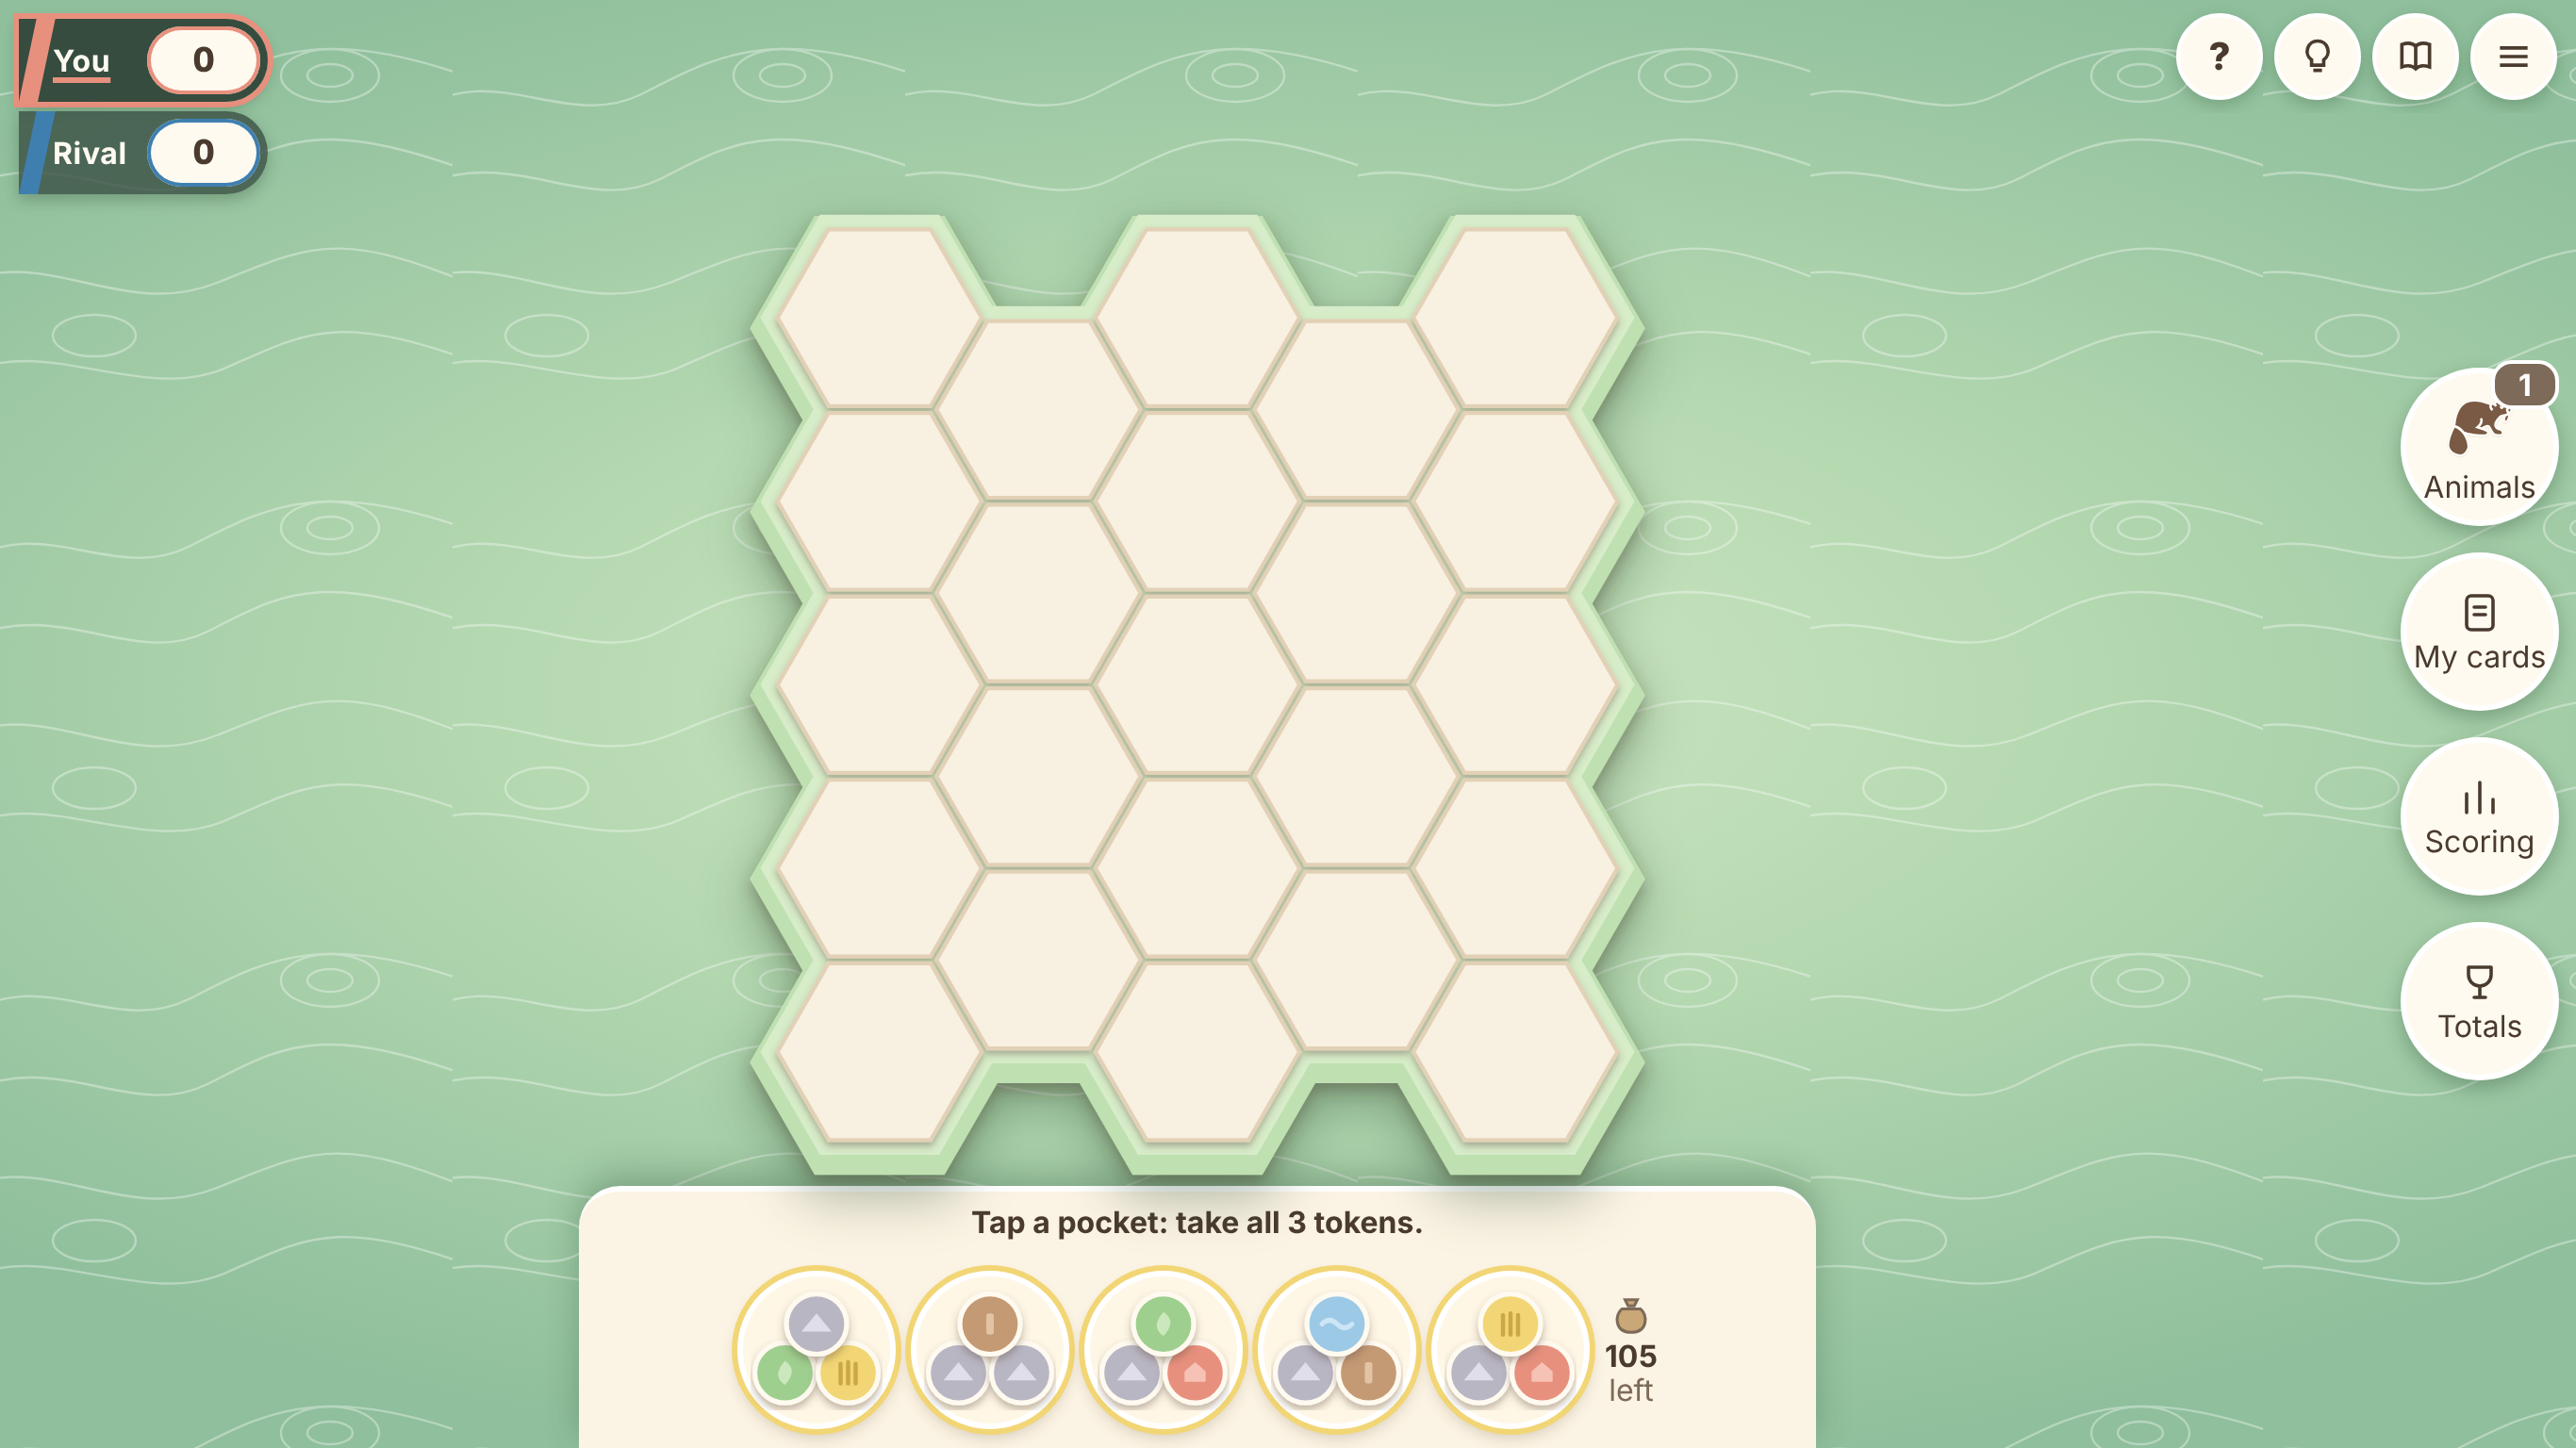 You 0
Rival 0
?
1
Animals
My cards
Scoring
Totals
Tap a pocket: take all 3 tokens.
105
left